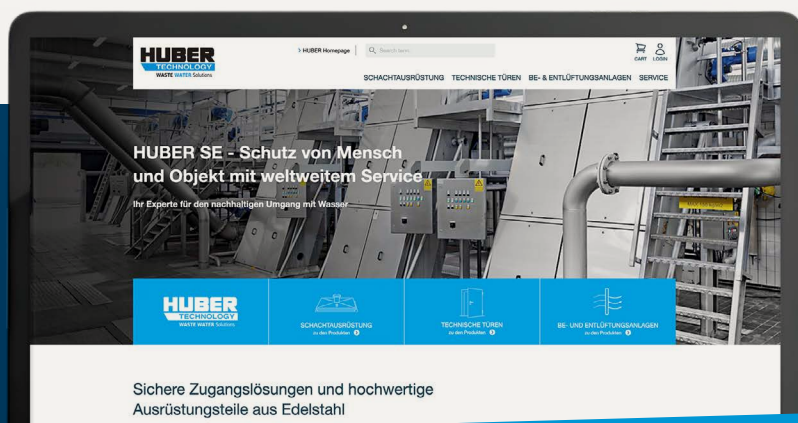 HUBER
TECHNOLOGY
WASTE WATER Solutions
> HUBER Homepage
Search term
CART LOGIN
SCHACHTAUSRÜSTUNG TECHNISCHE TÜREN BE- & ENTLÜFTUNGSANLAGEN SERVICE
HUBER SE - Schutz von Mensch
und Objekt mit weltweitem Service
Ihr Experte für den nachhaltigen Umgang mit Wasser
HUBER
TECHNOLOGY
WASTE WATER Solutions
SCHACHTAUSRÜSTUNG
zu den Produkten
TECHNISCHE TÜREN
zu den Produkten
BE- UND ENTLÜFTUNGSANLAGEN
zu den Produkten
Sichere Zugangslösungen und hochwertige
Ausrüstungsteile aus Edelstahl